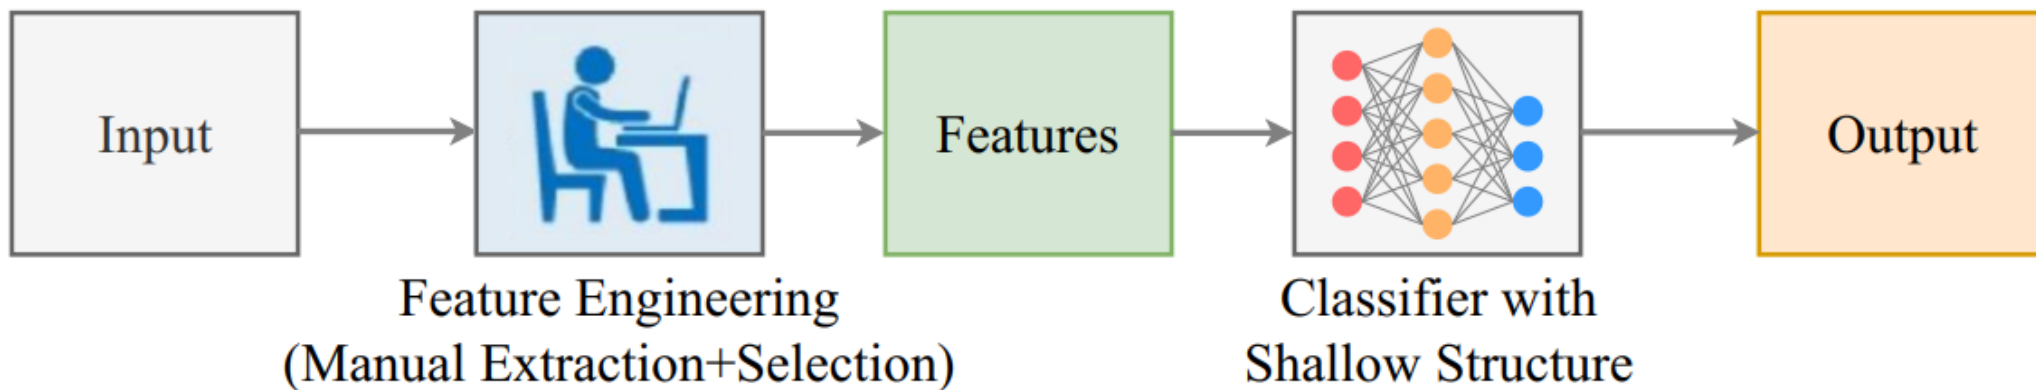 Input
Features
Output
Feature Engineering
(Manual Extraction+Selection)
Classifier with
Shallow Structure